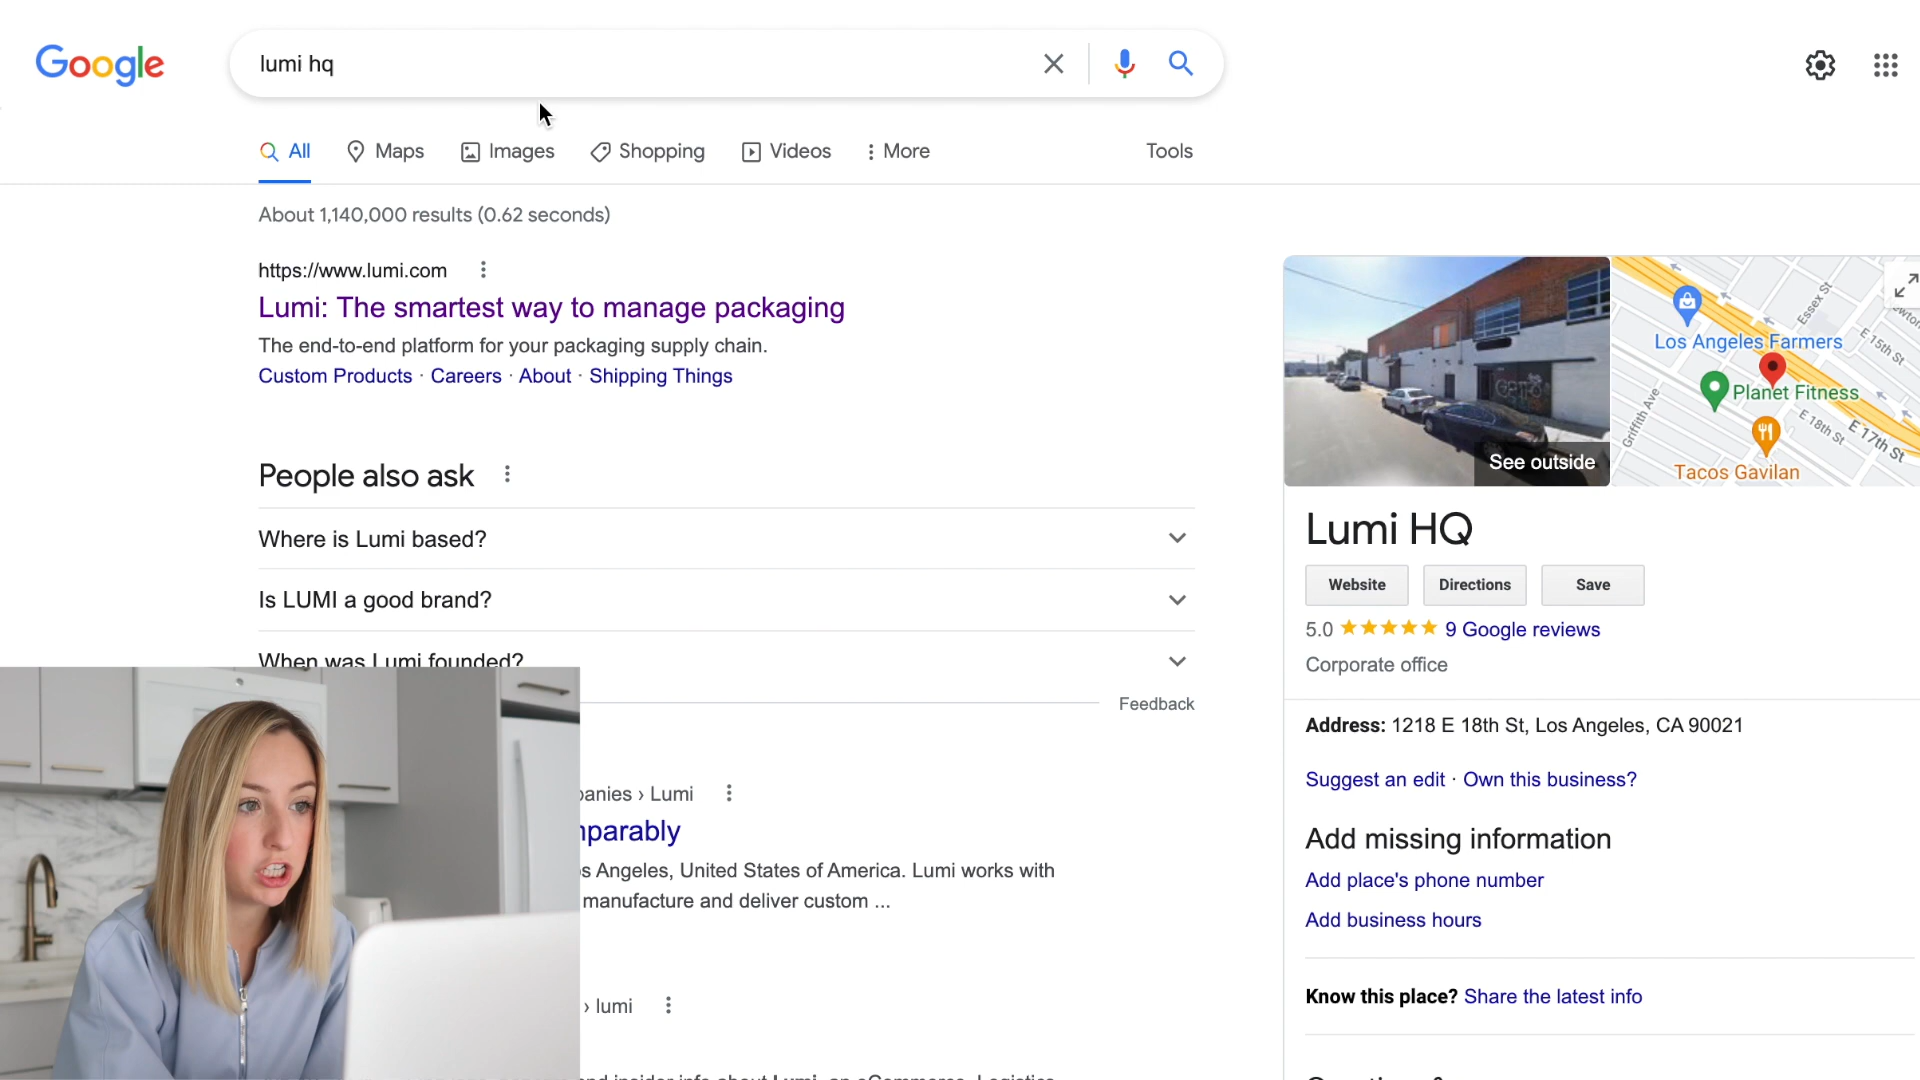 Google
lumi hq
All
Maps
Images
Shopping
Videos
More
Tools
About 1,140,000 results (0.62 seconds)
https://www.lumi.com
Lumi: The smartest way to manage packaging
The end-to-end platform for your packaging supply chain.
Custom Products · Careers · About · Shipping Things
People also ask
Where is Lumi based?
Is LUMI a good brand?
When was Lumi founded?
Feedback
› Lumi
s Angeles, United States of America. Lumi works with
manufacture and deliver custom ...
› lumi
See outside
Los Angeles Farmers
Planet Fitness
Tacos Gavilan
Essex St
E 15th St
Griffith Ave
E 18th St
E 17th St
Lumi HQ
Website
Directions
Save
5.0
9 Google reviews
Corporate office
Address: 1218 E 18th St, Los Angeles, CA 90021
Suggest an edit · Own this business?
Add missing information
Add place's phone number
Add business hours
Know this place? Share the latest info